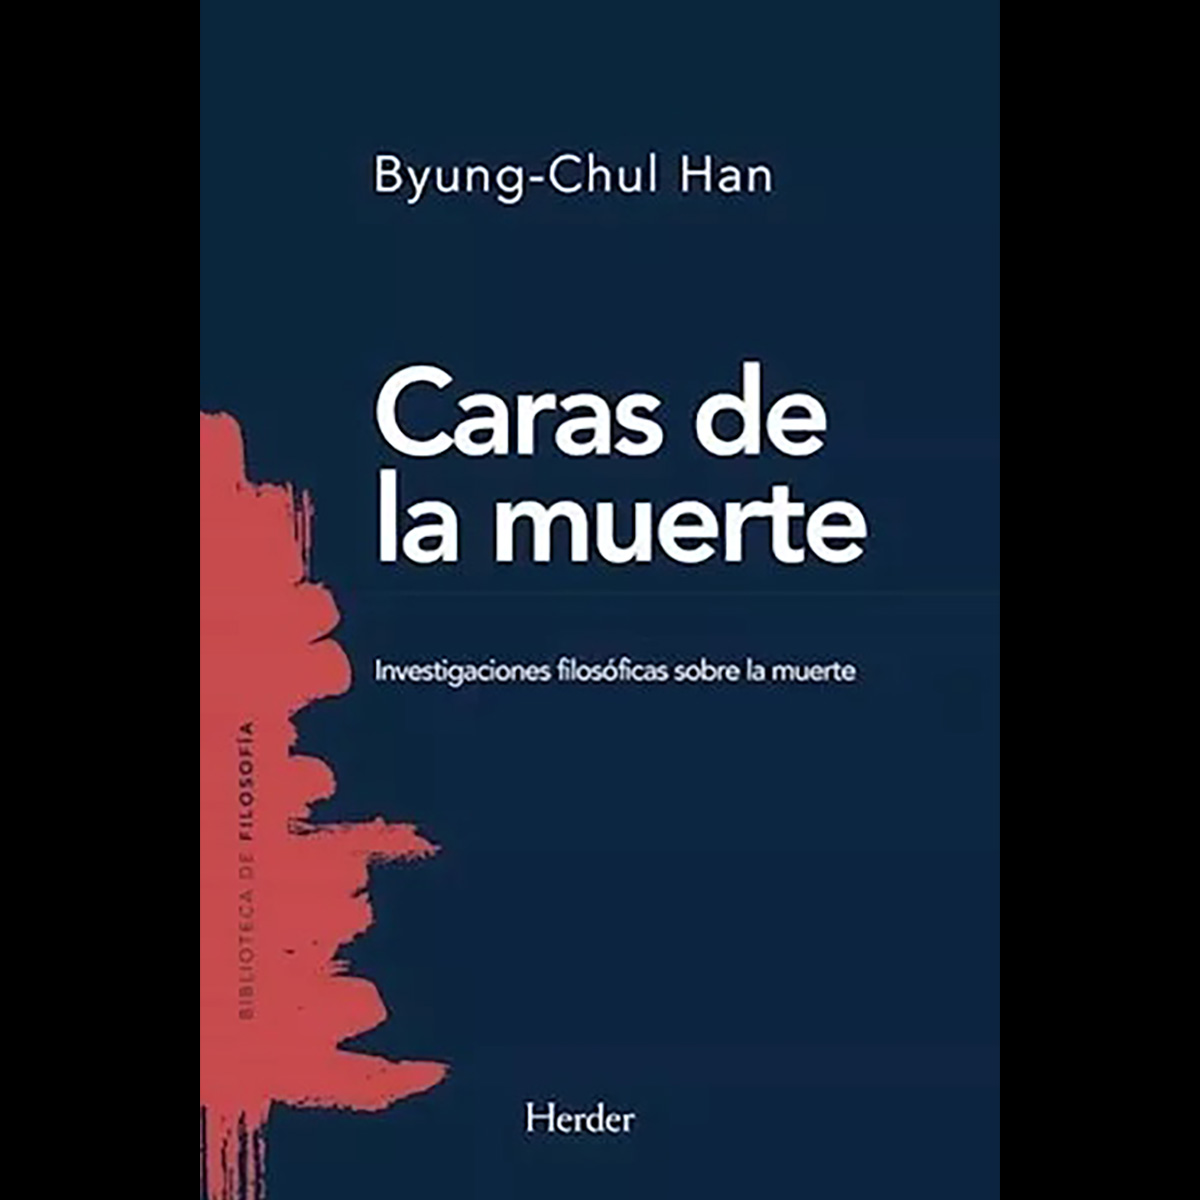 Byung-Chul Han
Caras de
la muerte
Investigaciones filosóficas sobre la muerte
BIBLIOTECA DE FILOSOFÍA
Herder